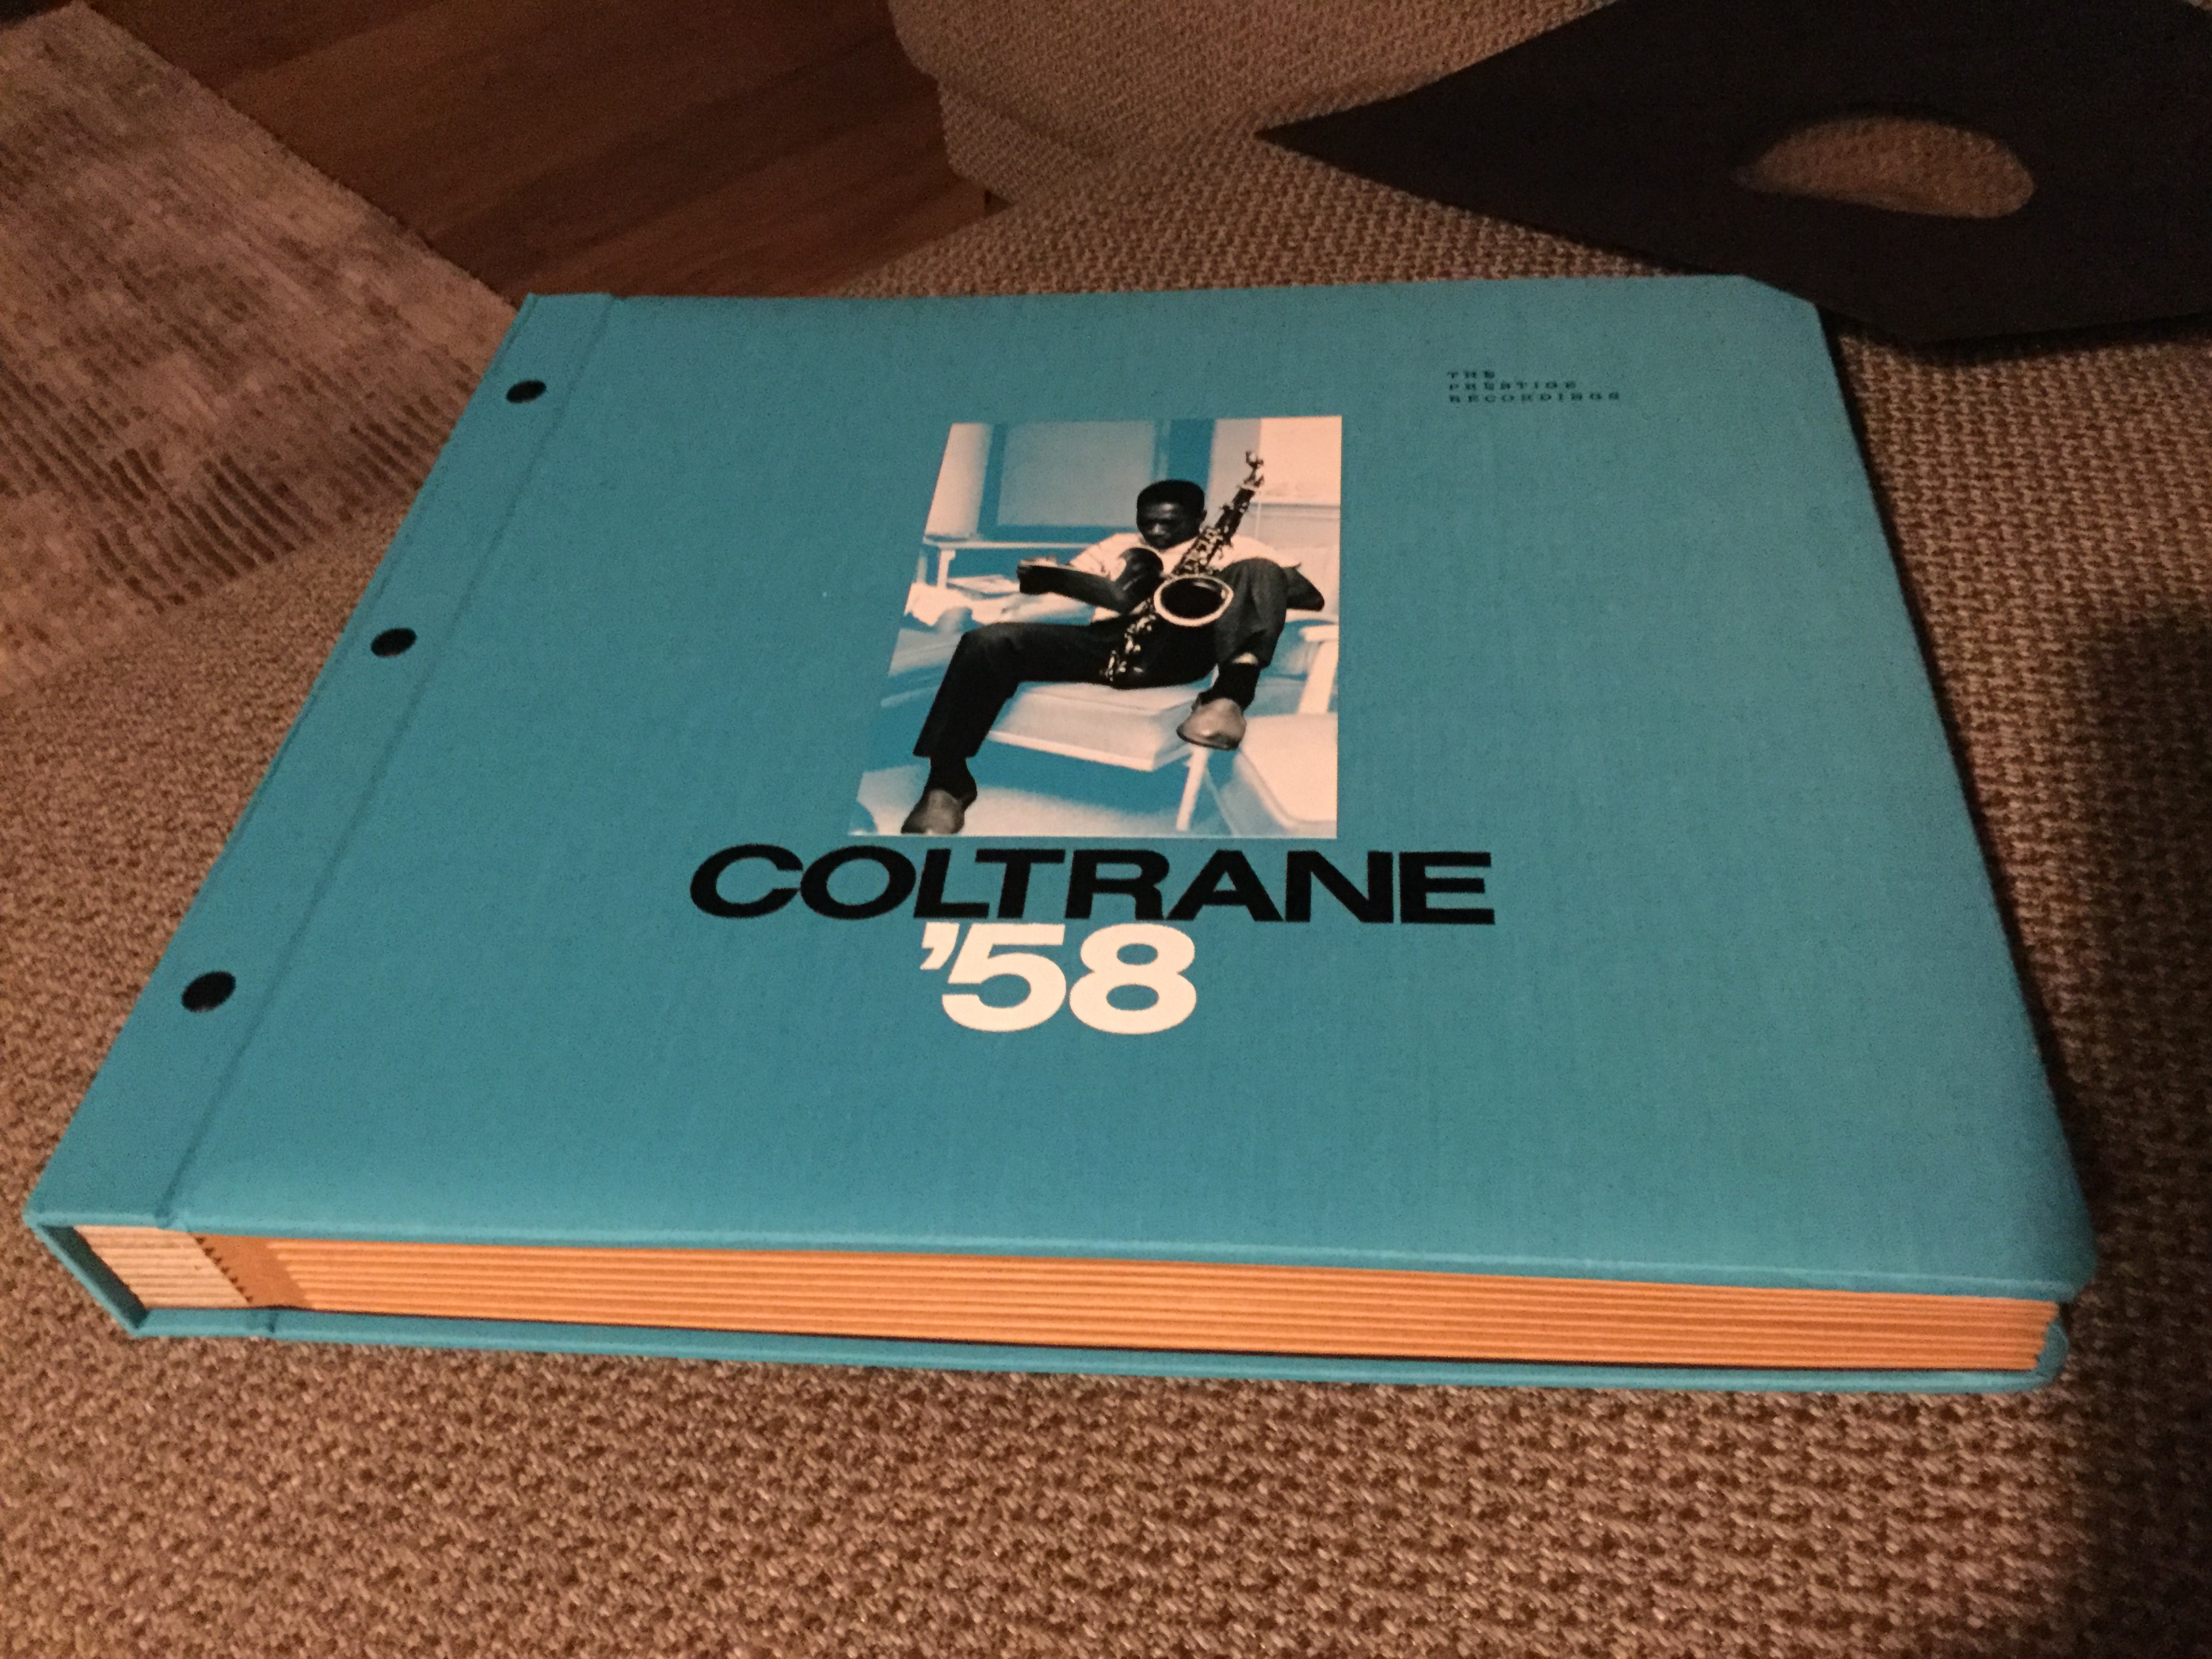 THE
PRESTIGE
RECORDINGS
COLTRANE
'58